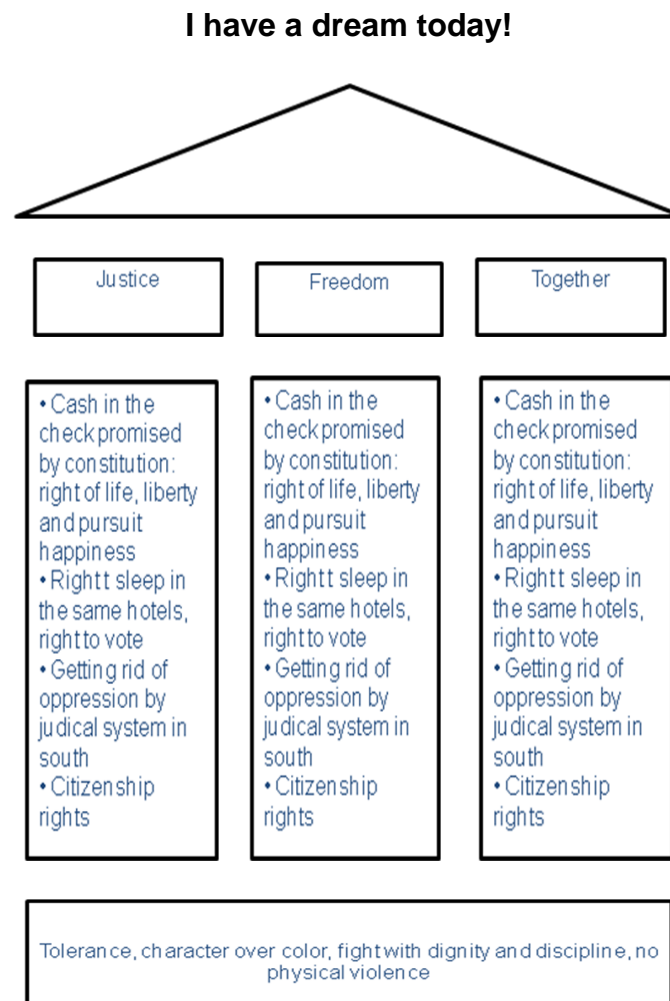 I have a dream today!
Justice
Freedom
Together
• Cash in the
check promised
by constitution:
right of life, liberty
and pursuit
happiness
• Rightt sleep in
the same hotels,
right to vote
• Getting rid of
oppression by
judical system in
south
• Citizenship
rights
• Cash in the
check promised
by constitution:
right of life, liberty
and pursuit
happiness
• Rightt sleep in
the same hotels,
right to vote
• Getting rid of
oppression by
judical system in
south
• Citizenship
rights
• Cash in the
check promised
by constitution:
right of life, liberty
and pursuit
happiness
• Rightt sleep in
the same hotels,
right to vote
• Getting rid of
oppression by
judical system in
south
• Citizenship
rights
Tolerance, character over color, fight with dignity and discipline, no
physical violence